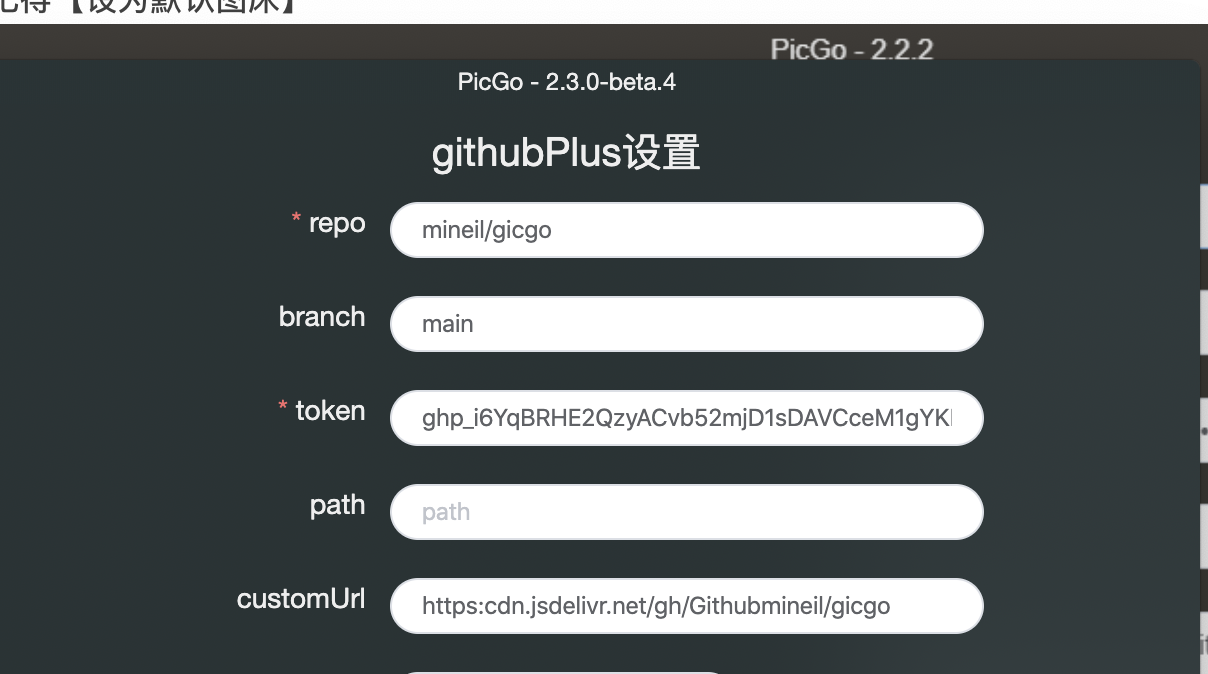 得【设为默认图床】
PicGo - 2.2.2
PicGo - 2.3.0-beta.4
githubPlus设置
* repo
mineil/gicgo
branch
main
* token
ghp_i6YqBRHE2QzyACvb52mjD1sDAVCceM1gYK
path
path
customUrl
https:cdn.jsdelivr.net/gh/Githubmineil/gicgo